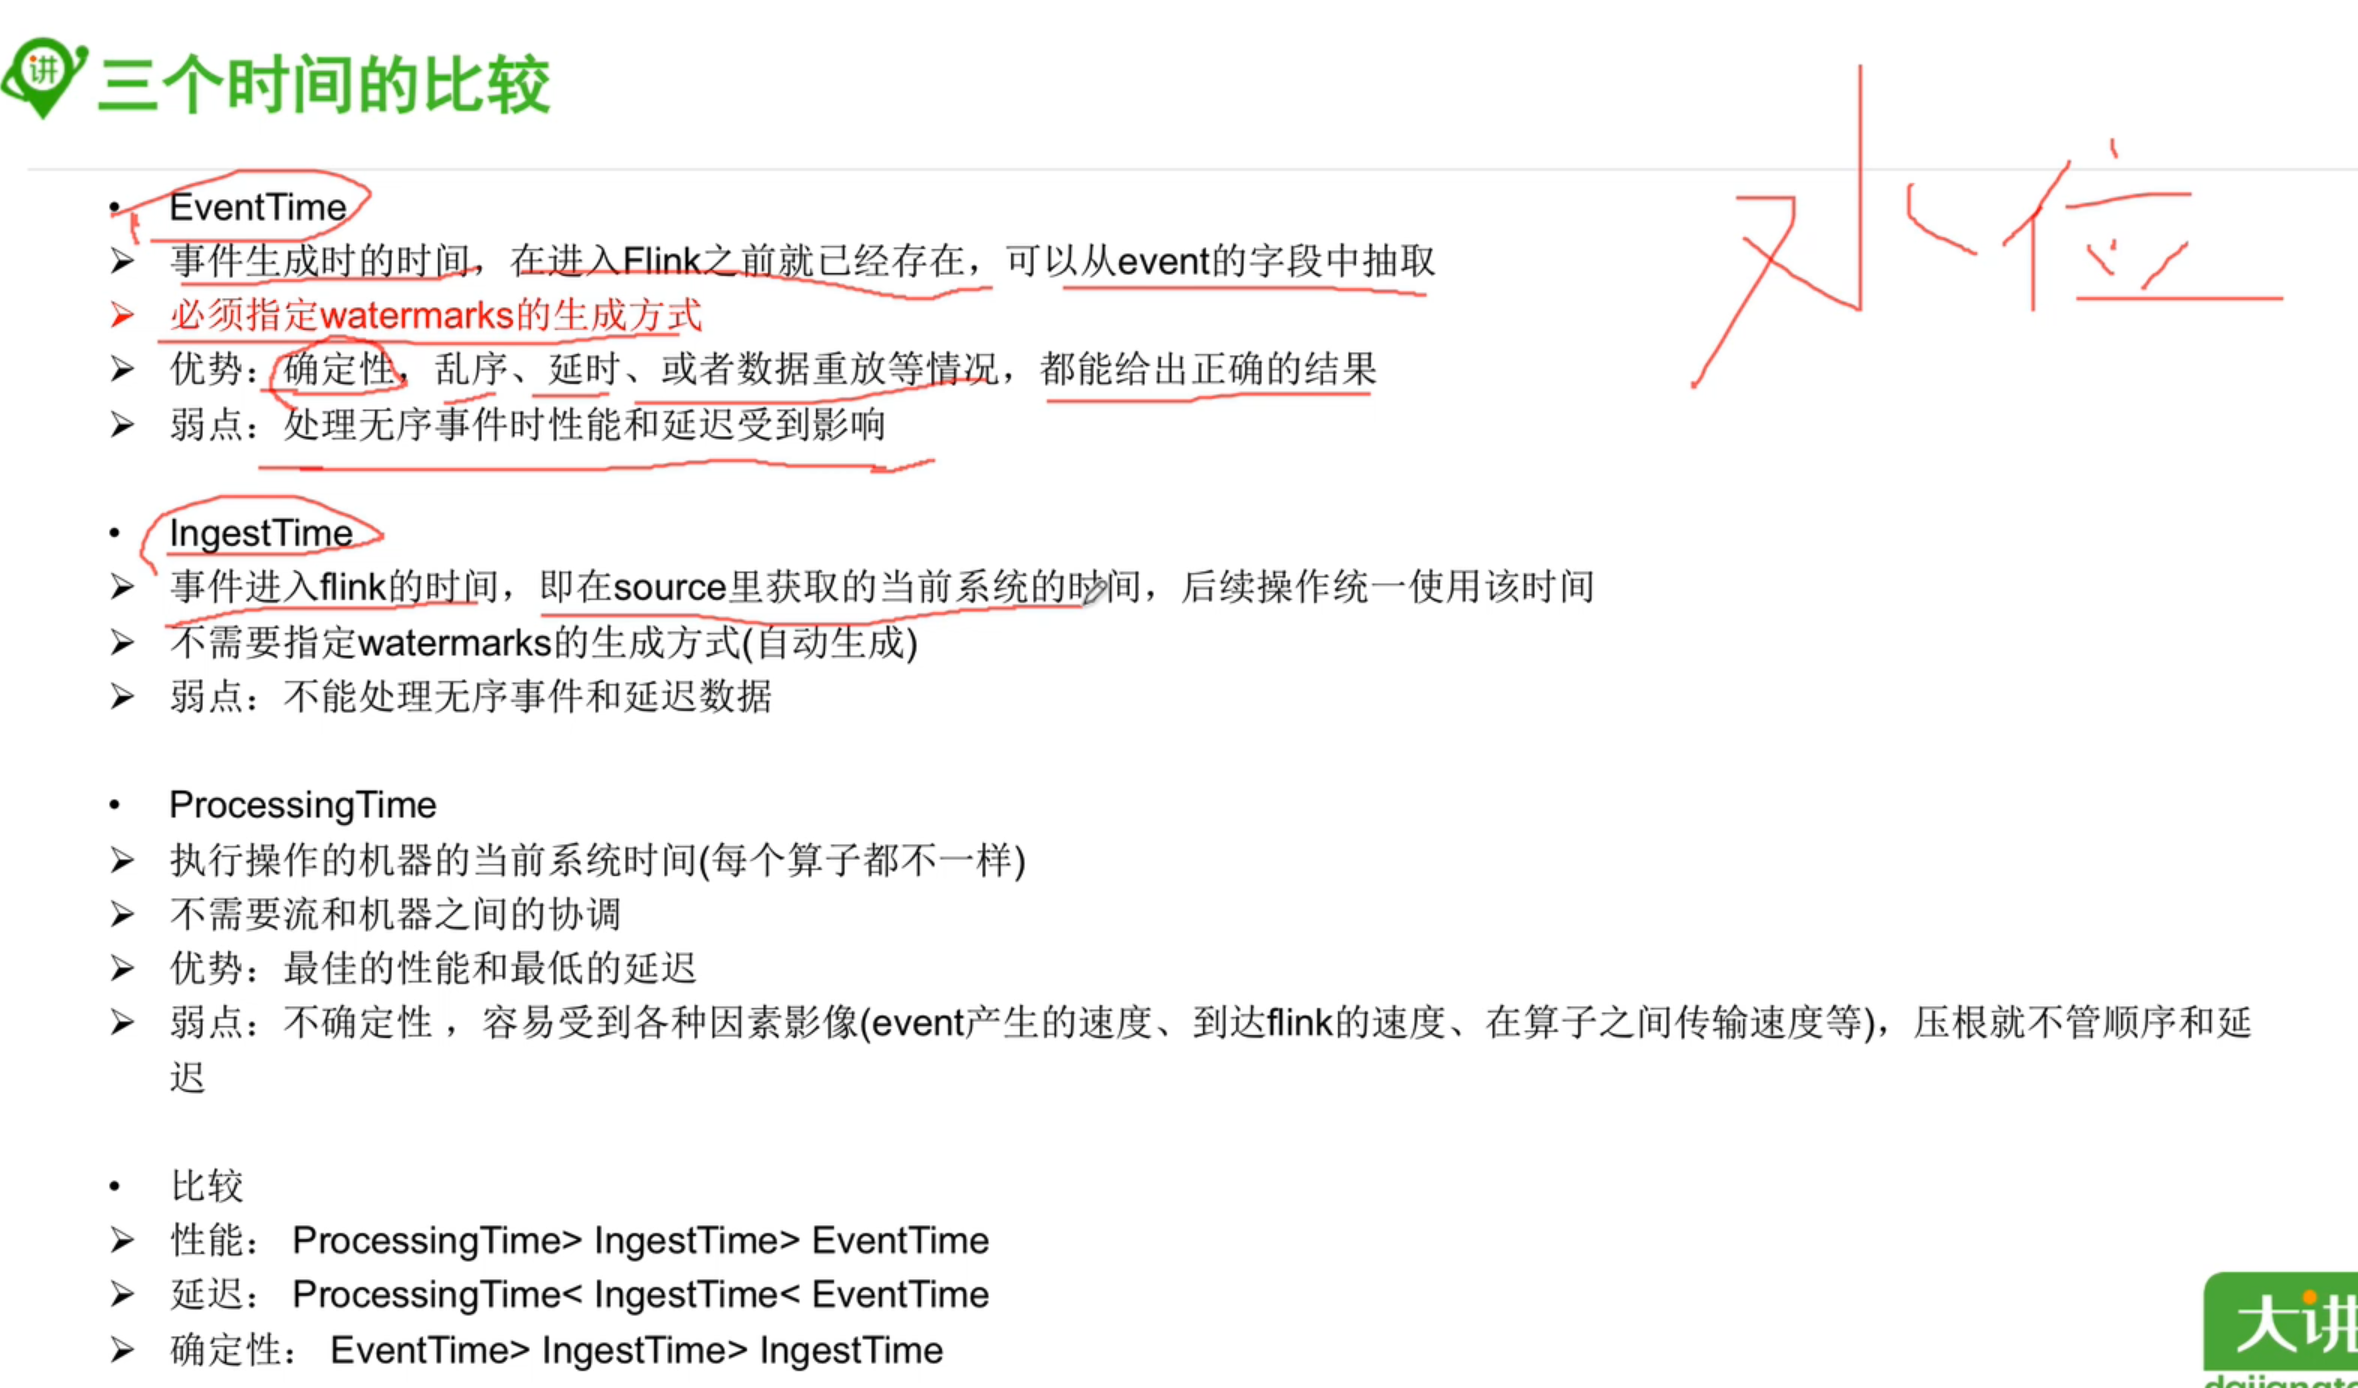 讲 三个时间的比较
水位
• EventTime
➢ 事件生成时的时间，在进入Flink之前就已经存在，可以从event的字段中抽取
➢ 必须指定watermarks的生成方式
➢ 优势：确定性，乱序、延时、或者数据重放等情况，都能给出正确的结果
➢ 弱点：处理无序事件时性能和延迟受到影响
• IngestTime
➢ 事件进入flink的时间，即在source里获取的当前系统的时间，后续操作统一使用该时间
➢ 不需要指定watermarks的生成方式(自动生成)
➢ 弱点：不能处理无序事件和延迟数据
• ProcessingTime
➢ 执行操作的机器的当前系统时间(每个算子都不一样)
➢ 不需要流和机器之间的协调
➢ 优势：最佳的性能和最低的延迟
➢ 弱点：不确定性 ，容易受到各种因素影像(event产生的速度、到达flink的速度、在算子之间传输速度等)，压根就不管顺序和延
迟
• 比较
➢ 性能： ProcessingTime> IngestTime> EventTime
➢ 延迟： ProcessingTime< IngestTime< EventTime
➢ 确定性： EventTime> IngestTime> IngestTime
大讲